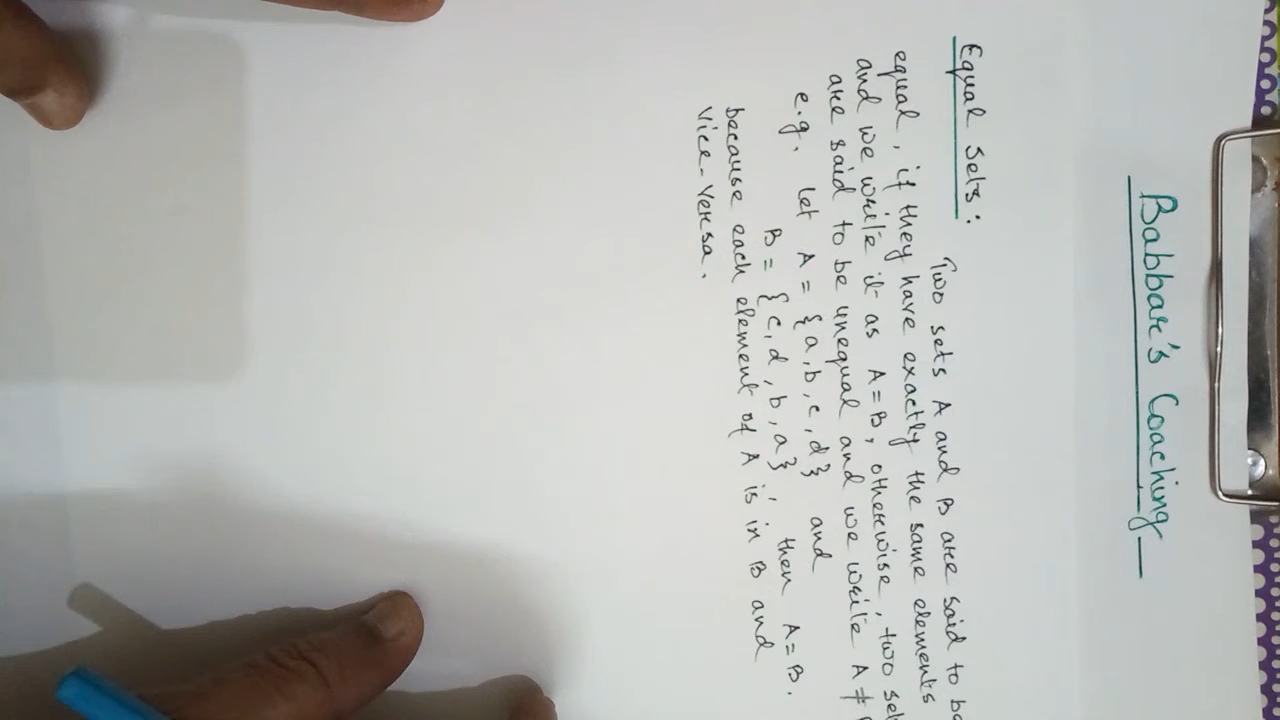 Babbar's Coaching
Equal Sets:
Two sets A and B are said to be
equal, if they have exactly the same elements
and we write it as A=B, otherwise, two set
are said to be unequal and we write A ≠
e.g. let A = {a, b, c, d} and
B = {c, d, b, a}, then A=B.
because each element of A is in B and
Vice-Versa.